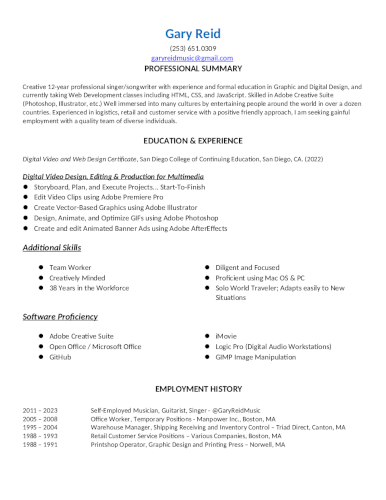 Gary Reid
(253) 651.0309
garyreidmusic@gmail.com
PROFESSIONAL SUMMARY
Creative 12-year professional singer/songwriter with experience and formal education in Graphic and Digital Design, and
currently taking Web Development classes including HTML, CSS, and JavaScript. Skilled in Adobe Creative Suite
(Photoshop, Illustrator, etc.) Well immersed into many cultures by entertaining people around the world in over a dozen
countries. Experienced in logistics, retail and customer service with a positive friendly approach, I am seeking gainful
employment with a quality team of diverse individuals.
EDUCATION & EXPERIENCE
Digital Video and Web Design Certificate, San Diego College of Continuing Education, San Diego, CA. (2022)
Digital Video Design, Editing & Production for Multimedia
● Storyboard, Plan, and Execute Projects... Start-To-Finish
● Edit Video Clips using Adobe Premiere Pro
● Create Vector-Based Graphics using Adobe Illustrator
● Design, Animate, and Optimize GIFs using Adobe Photoshop
● Create and edit Animated Banner Ads using Adobe AfterEffects
Additional Skills
● Team Worker
● Creatively Minded
● 38 Years in the Workforce
● Diligent and Focused
● Proficient using Mac OS & PC
● Solo World Traveler; Adapts easily to New
Situations
Software Proficiency
● Adobe Creative Suite
● Open Office / Microsoft Office
● GitHub
● iMovie
● Logic Pro (Digital Audio Workstations)
● GIMP Image Manipulation
EMPLOYMENT HISTORY
2011 – 2023 Self-Employed Musician, Guitarist, Singer - @GaryReidMusic
2005 – 2008 Office Worker, Temporary Positions - Manpower Inc., Boston, MA
1995 – 2004 Warehouse Manager, Shipping Receiving and Inventory Control – Triad Direct, Canton, MA
1988 – 1993 Retail Customer Service Positions – Various Companies, Boston, MA
1988 – 1991 Printshop Operator, Graphic Design and Printing Press – Norwell, MA